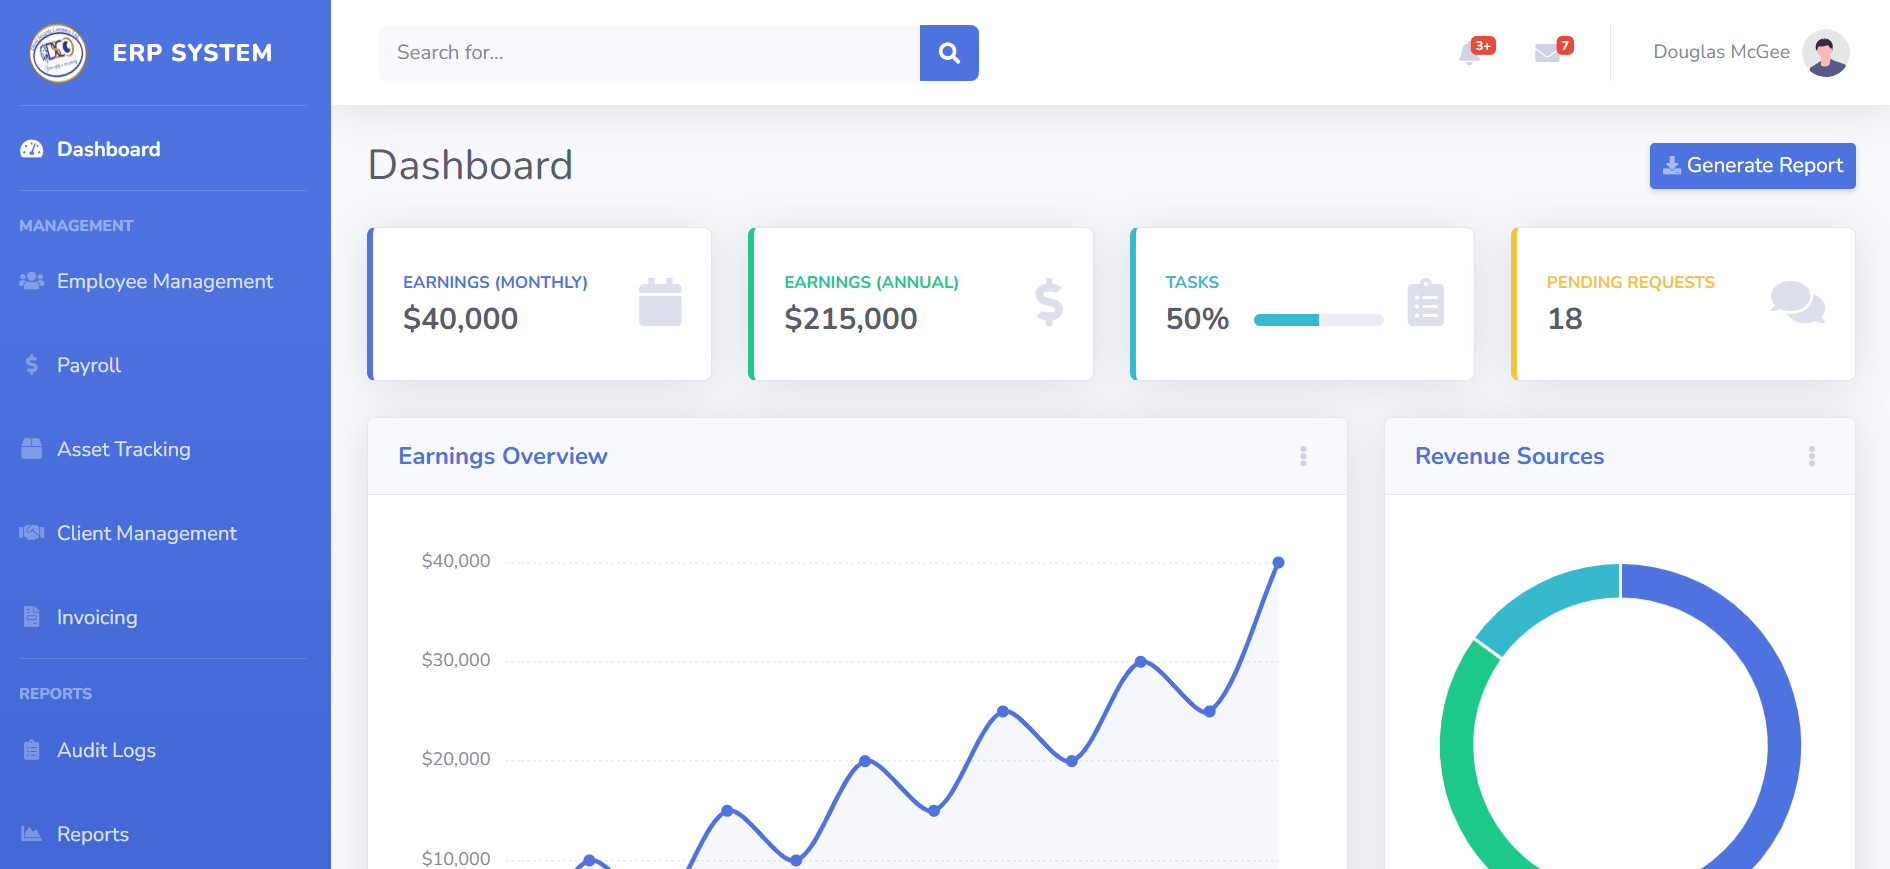 ERP SYSTEM
Dashboard
MANAGEMENT
Employee Management
Payroll
Asset Tracking
Client Management
Invoicing
REPORTS
Audit Logs
Reports
Search for...
3+
7
Douglas McGee
Dashboard
Generate Report
EARNINGS (MONTHLY)
$40,000
EARNINGS (ANNUAL)
$215,000
TASKS
50%
PENDING REQUESTS
18
Earnings Overview
$40,000
$30,000
$20,000
$10,000
Revenue Sources